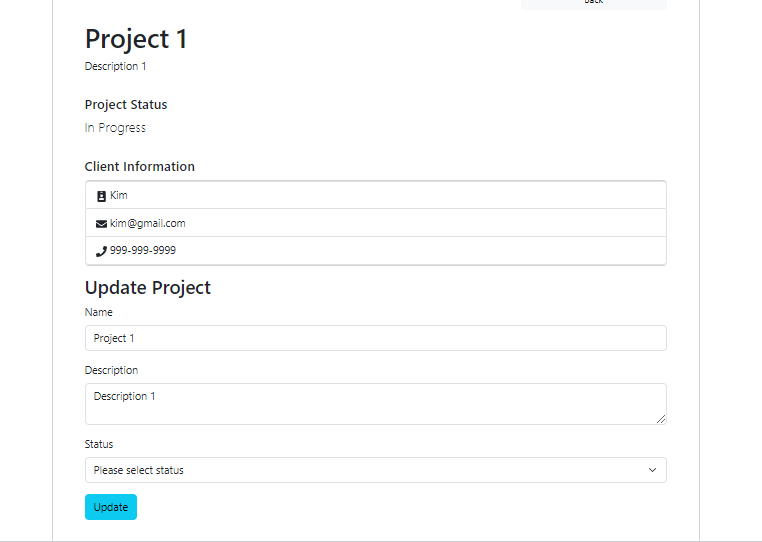 Back
Project 1
Description 1
Project Status
In Progress
Client Information
Kim
kim@gmail.com
999-999-9999
Update Project
Name
Project 1
Description
Description 1
Status
Please select status
Update